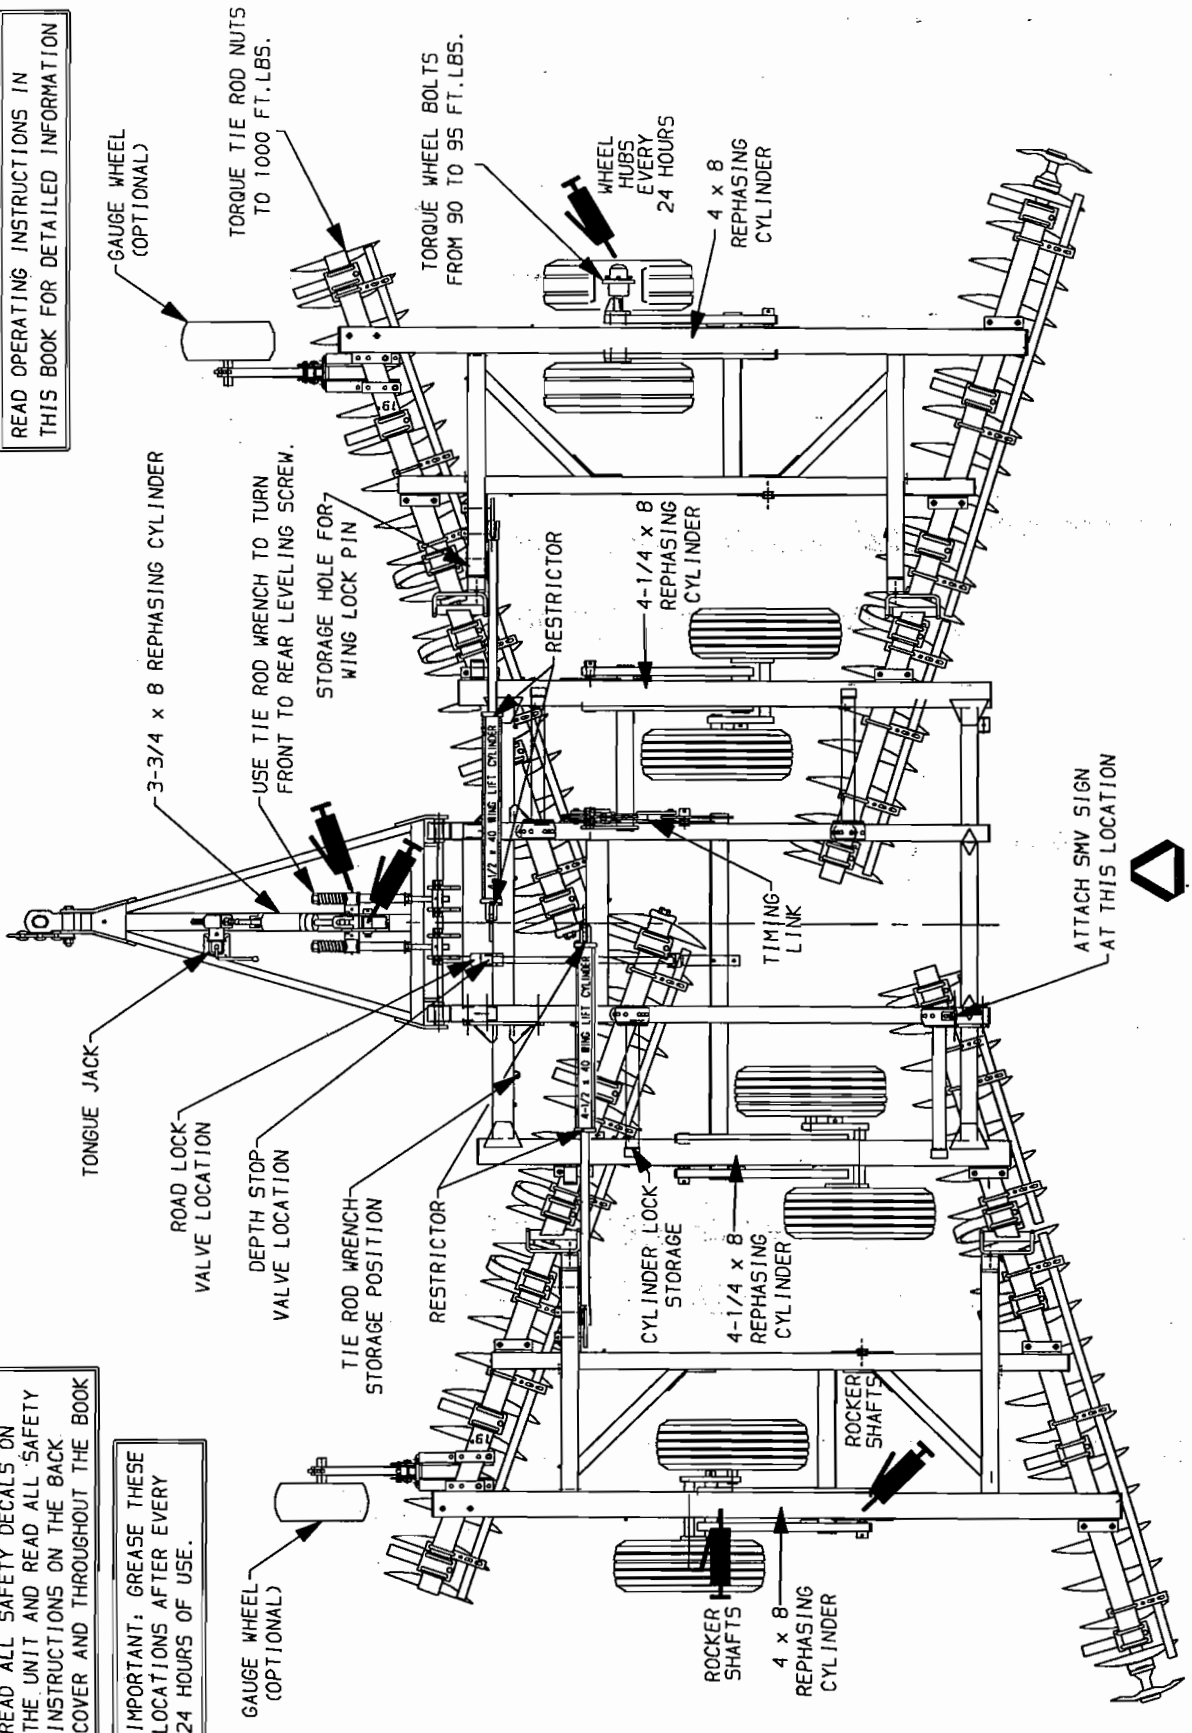 READ ALL SAFETY DECALS ON
THE UNIT AND READ ALL SAFETY
INSTRUCTIONS ON THE BACK
COVER AND THROUGHOUT THE BOOK
IMPORTANT: GREASE THESE
LOCATIONS AFTER EVERY
24 HOURS OF USE.
READ OPERATING INSTRUCTIONS IN
THIS BOOK FOR DETAILED INFORMATION
GAUGE WHEEL
(OPTIONAL)
TONGUE JACK
ROAD LOCK
VALVE LOCATION
DEPTH STOP
VALVE LOCATION
TIE ROD WRENCH
STORAGE POSITION
RESTRICTOR
CYLINDER LOCK
STORAGE
4-1/4 x 8
REPHASING
CYLINDER
ROCKER
SHAFTS
4 x 8
REPHASING
CYLINDER
ROCKER
SHAFTS
19
4-1/2 x 40 WING LIFT CYLINDER
3-3/4 x 8 REPHASING CYLINDER
USE TIE ROD WRENCH TO TURN
FRONT TO REAR LEVELING SCREW.
STORAGE HOLE FOR
WING LOCK PIN
RESTRICTOR
1/2 x 40 WING LIFT CYLINDER
4-1/4 x 8
REPHASING
CYLINDER
TIMING
LINK
ATTACH SMV SIGN
AT THIS LOCATION
GAUGE WHEEL
(OPTIONAL)
TORQUE TIE ROD NUTS
TO 1000 FT.LBS.
TORQUE WHEEL BOLTS
FROM 90 TO 95 FT.LBS.
WHEEL
HUBS
EVERY
24 HOURS
4 x 8
REPHASING
CYLINDER
19